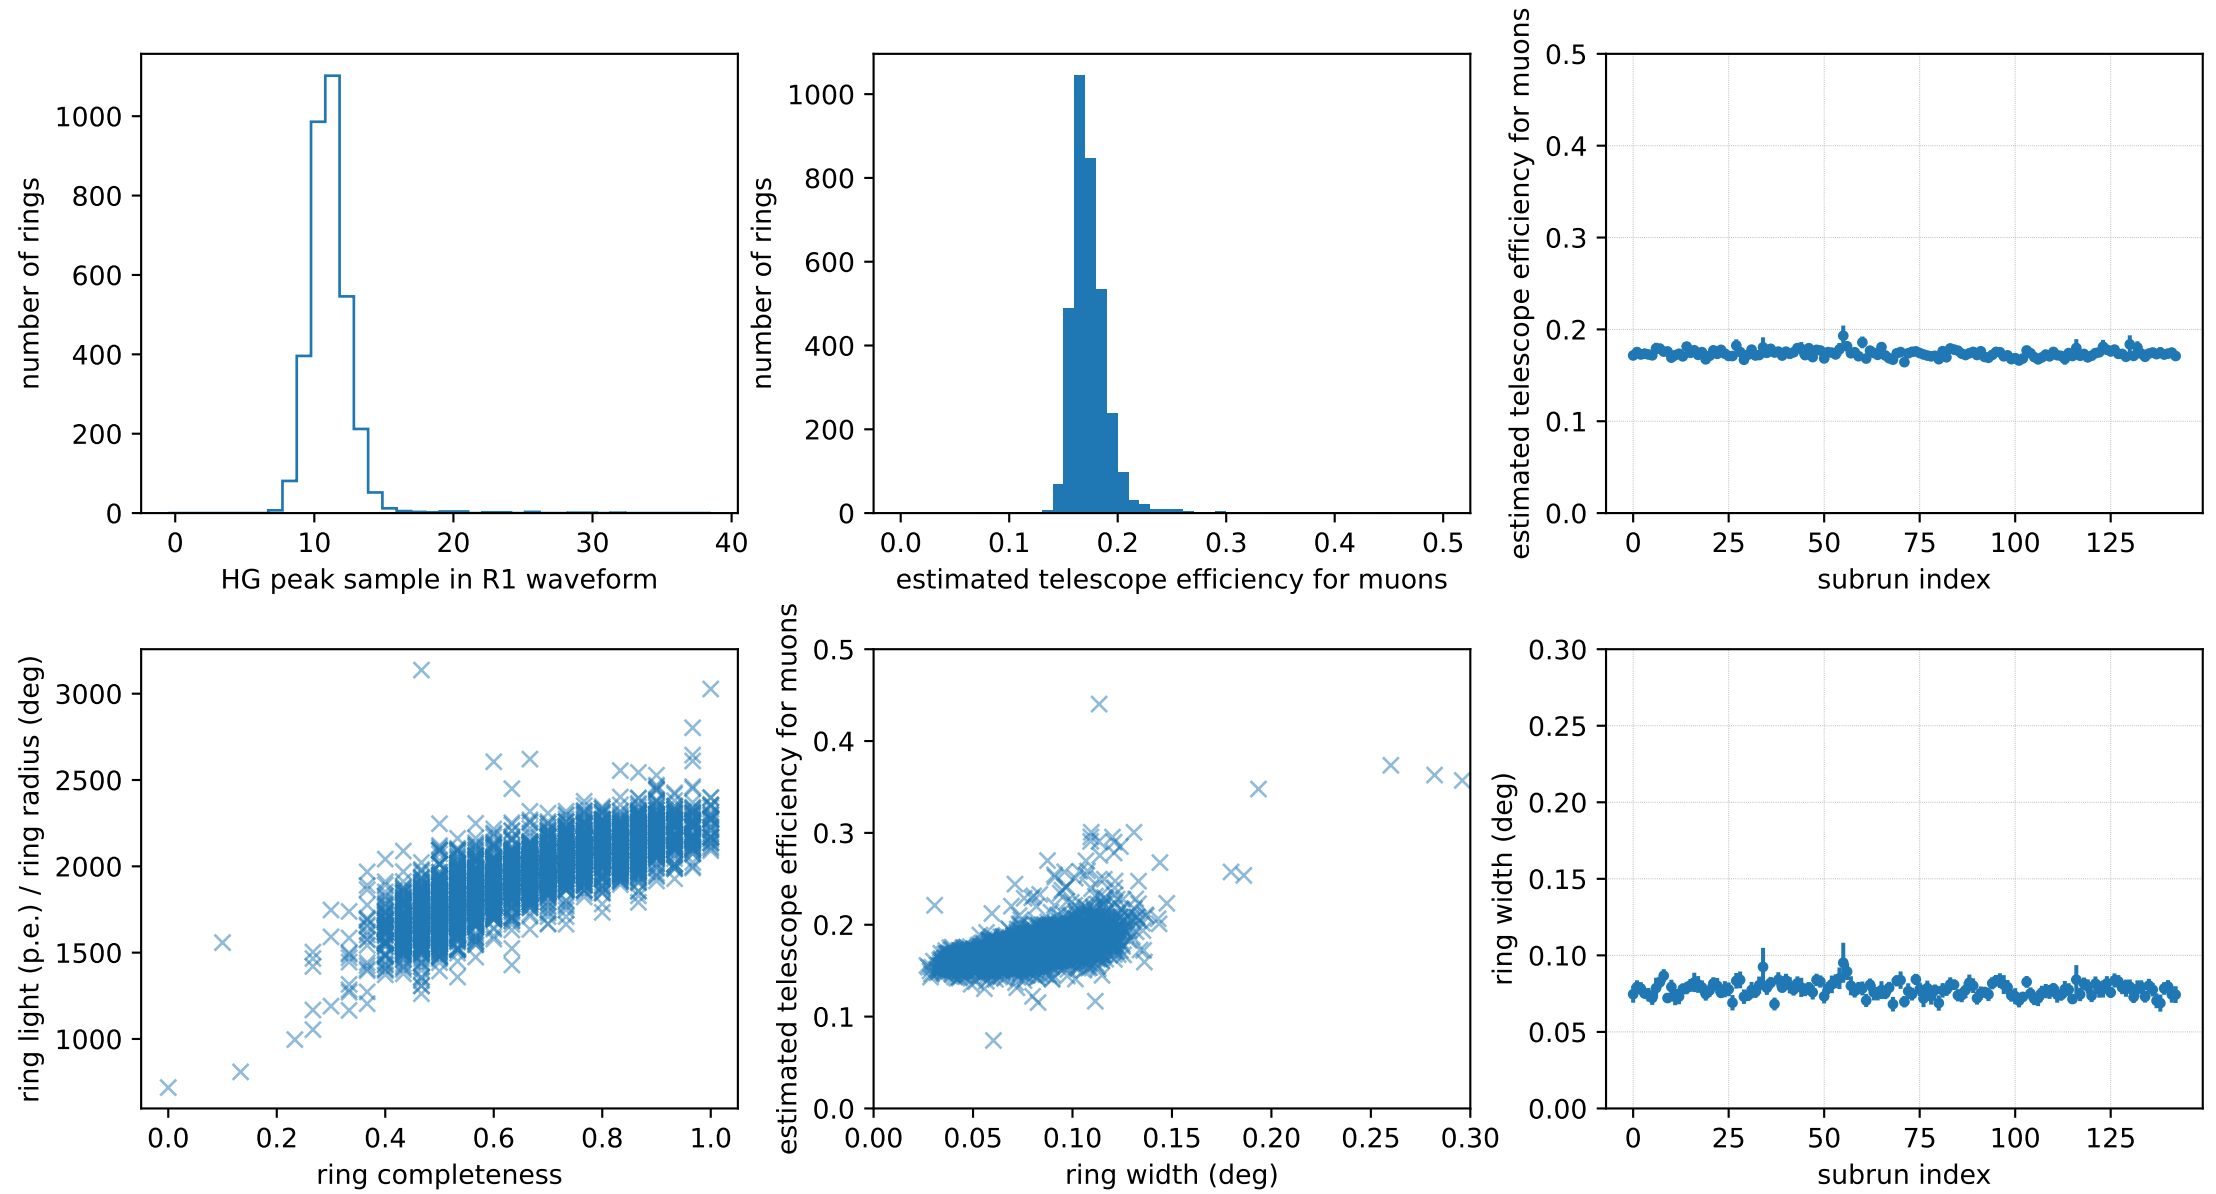 number of rings
1000
800
600
400
200
0
0 10 20 30 40
HG peak sample in R1 waveform
number of rings
1000
800
600
400
200
0
0.0 0.1 0.2 0.3 0.4 0.5
estimated telescope efficiency for muons
estimated telescope efficiency for muons
0.5
0.4
0.3
0.2
0.1
0.0
0 25 50 75 100 125
subrun index
ring light (p.e.) / ring radius (deg)
3000
2500
2000
1500
1000
0.0 0.2 0.4 0.6 0.8 1.0
ring completeness
estimated telescope efficiency for muons
0.5
0.4
0.3
0.2
0.1
0.0
0.00 0.05 0.10 0.15 0.20 0.25 0.30
ring width (deg)
ring width (deg)
0.30
0.25
0.20
0.15
0.10
0.05
0.00
0 25 50 75 100 125
subrun index